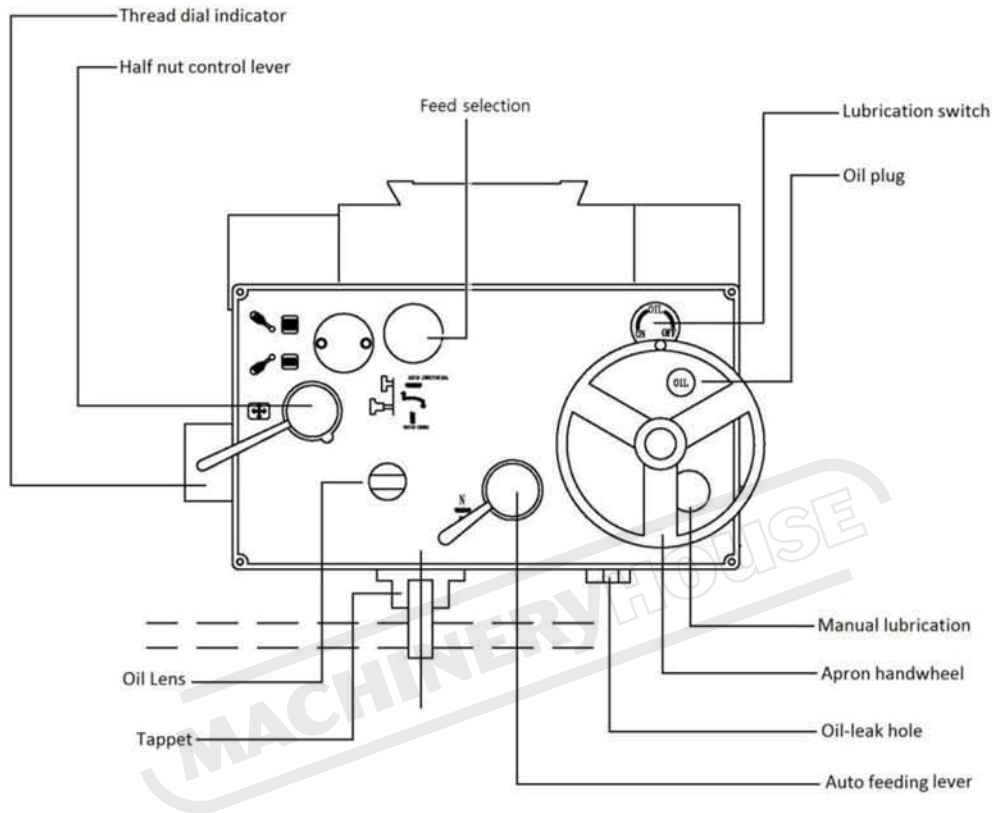 Thread dial indicator
Half nut control lever
Feed selection
Lubrication switch
Oil plug
OIL
ON OFF
OIL
N
MACHINERYHOUSE
Manual lubrication
Oil Lens
Apron handwheel
Tappet
Oil-leak hole
Auto feeding lever